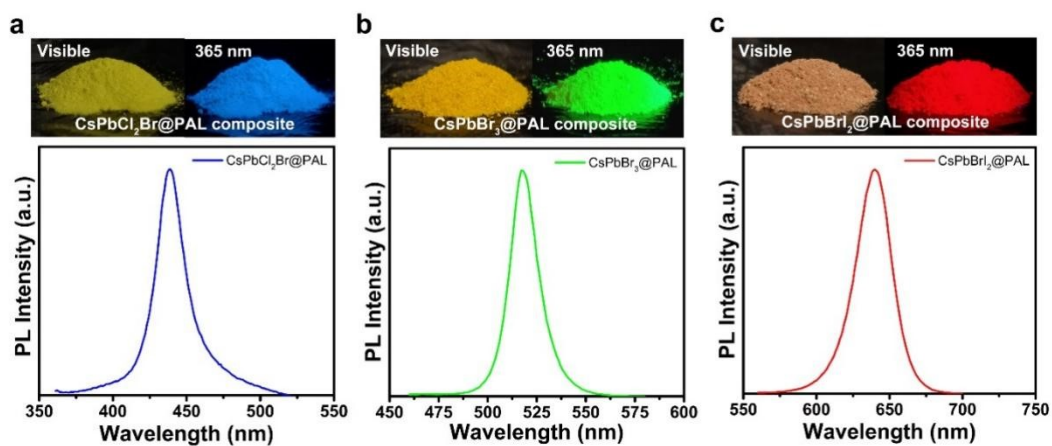 a
Visible
365 nm
CsPbCl₂Br@PAL composite
CsPbCl₂Br@PAL
PL Intensity (a.u.)
350 400 450 500 550
Wavelength (nm)
b
Visible
365 nm
CsPbBr₃@PAL composite
CsPbBr₃@PAL
PL Intensity (a.u.)
450 475 500 525 550 575 600
Wavelength (nm)
c
Visible
365 nm
CsPbBrI₂@PAL composite
CsPbBrI₂@PAL
PL Intensity (a.u.)
550 600 650 700 750
Wavelength (nm)